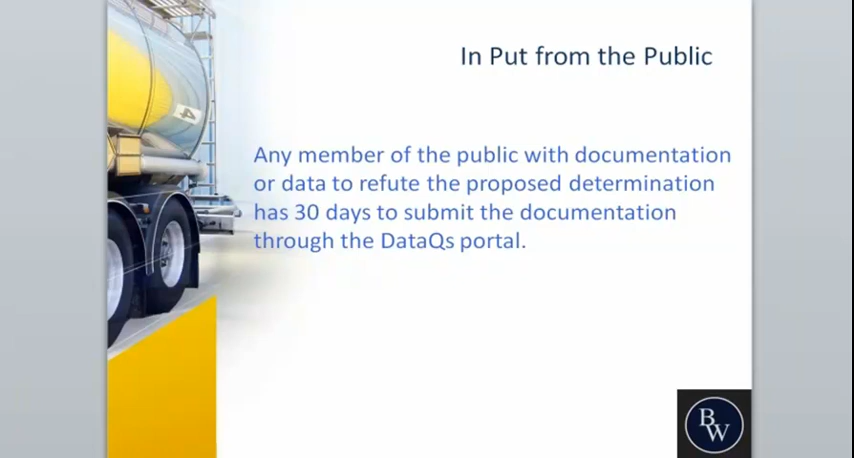 In Put from the Public
Any member of the public with documentation
or data to refute the proposed determination
has 30 days to submit the documentation
through the DataQs portal.
4
BW